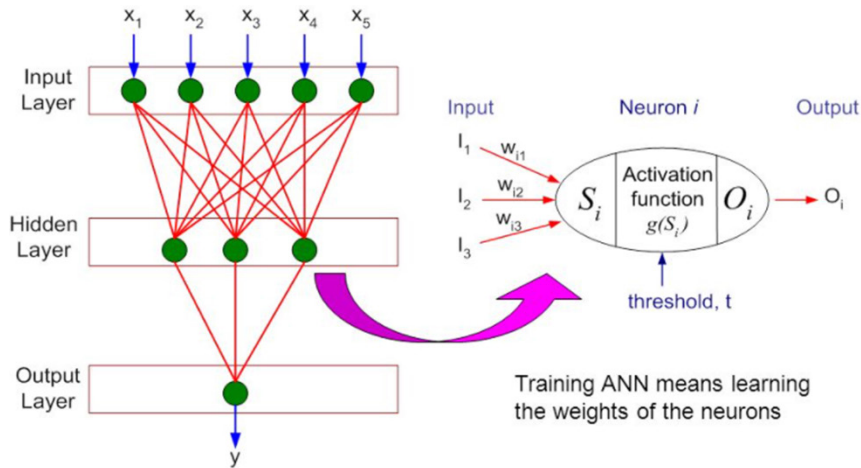 x₁ x₂ x₃ x₄ x₅
Input
Layer
Hidden
Layer
Output
Layer
y
Input Neuron i Output
I₁ wᵢ₁
I₂ wᵢ₂
I₃ wᵢ₃
Sᵢ
Activation
function
g(Sᵢ)
Oᵢ
Oᵢ
threshold, t
Training ANN means learning
the weights of the neurons